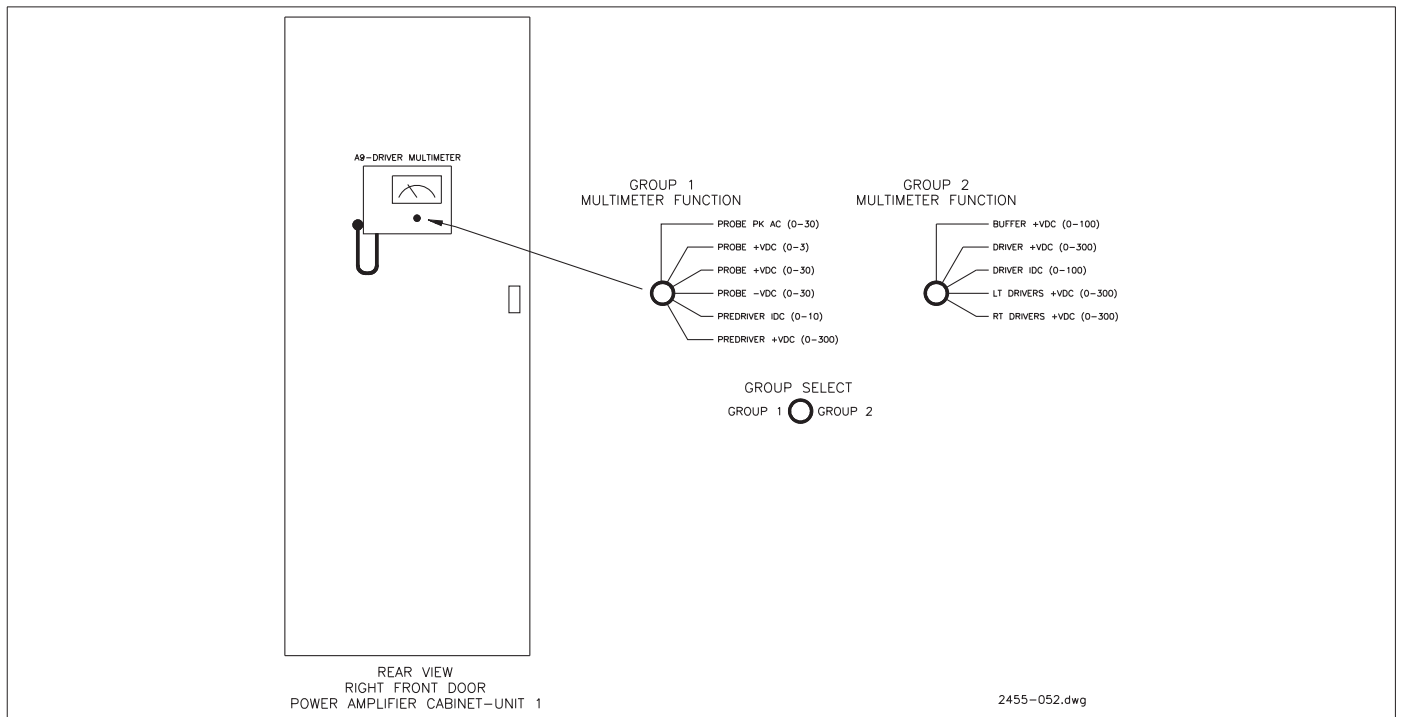 A9-DRIVER MULTIMETER
GROUP 1
MULTIMETER FUNCTION
PROBE PK AC (0-30)
PROBE +VDC (0-3)
PROBE +VDC (0-30)
PROBE -VDC (0-30)
PREDRIVER IDC (0-10)
PREDRIVER +VDC (0-300)
GROUP 2
MULTIMETER FUNCTION
BUFFER +VDC (0-100)
DRIVER +VDC (0-300)
DRIVER IDC (0-100)
LT DRIVERS +VDC (0-300)
RT DRIVERS +VDC (0-300)
GROUP SELECT
GROUP 1 GROUP 2
REAR VIEW
RIGHT FRONT DOOR
POWER AMPLIFIER CABINET-UNIT 1
2455-052.dwg